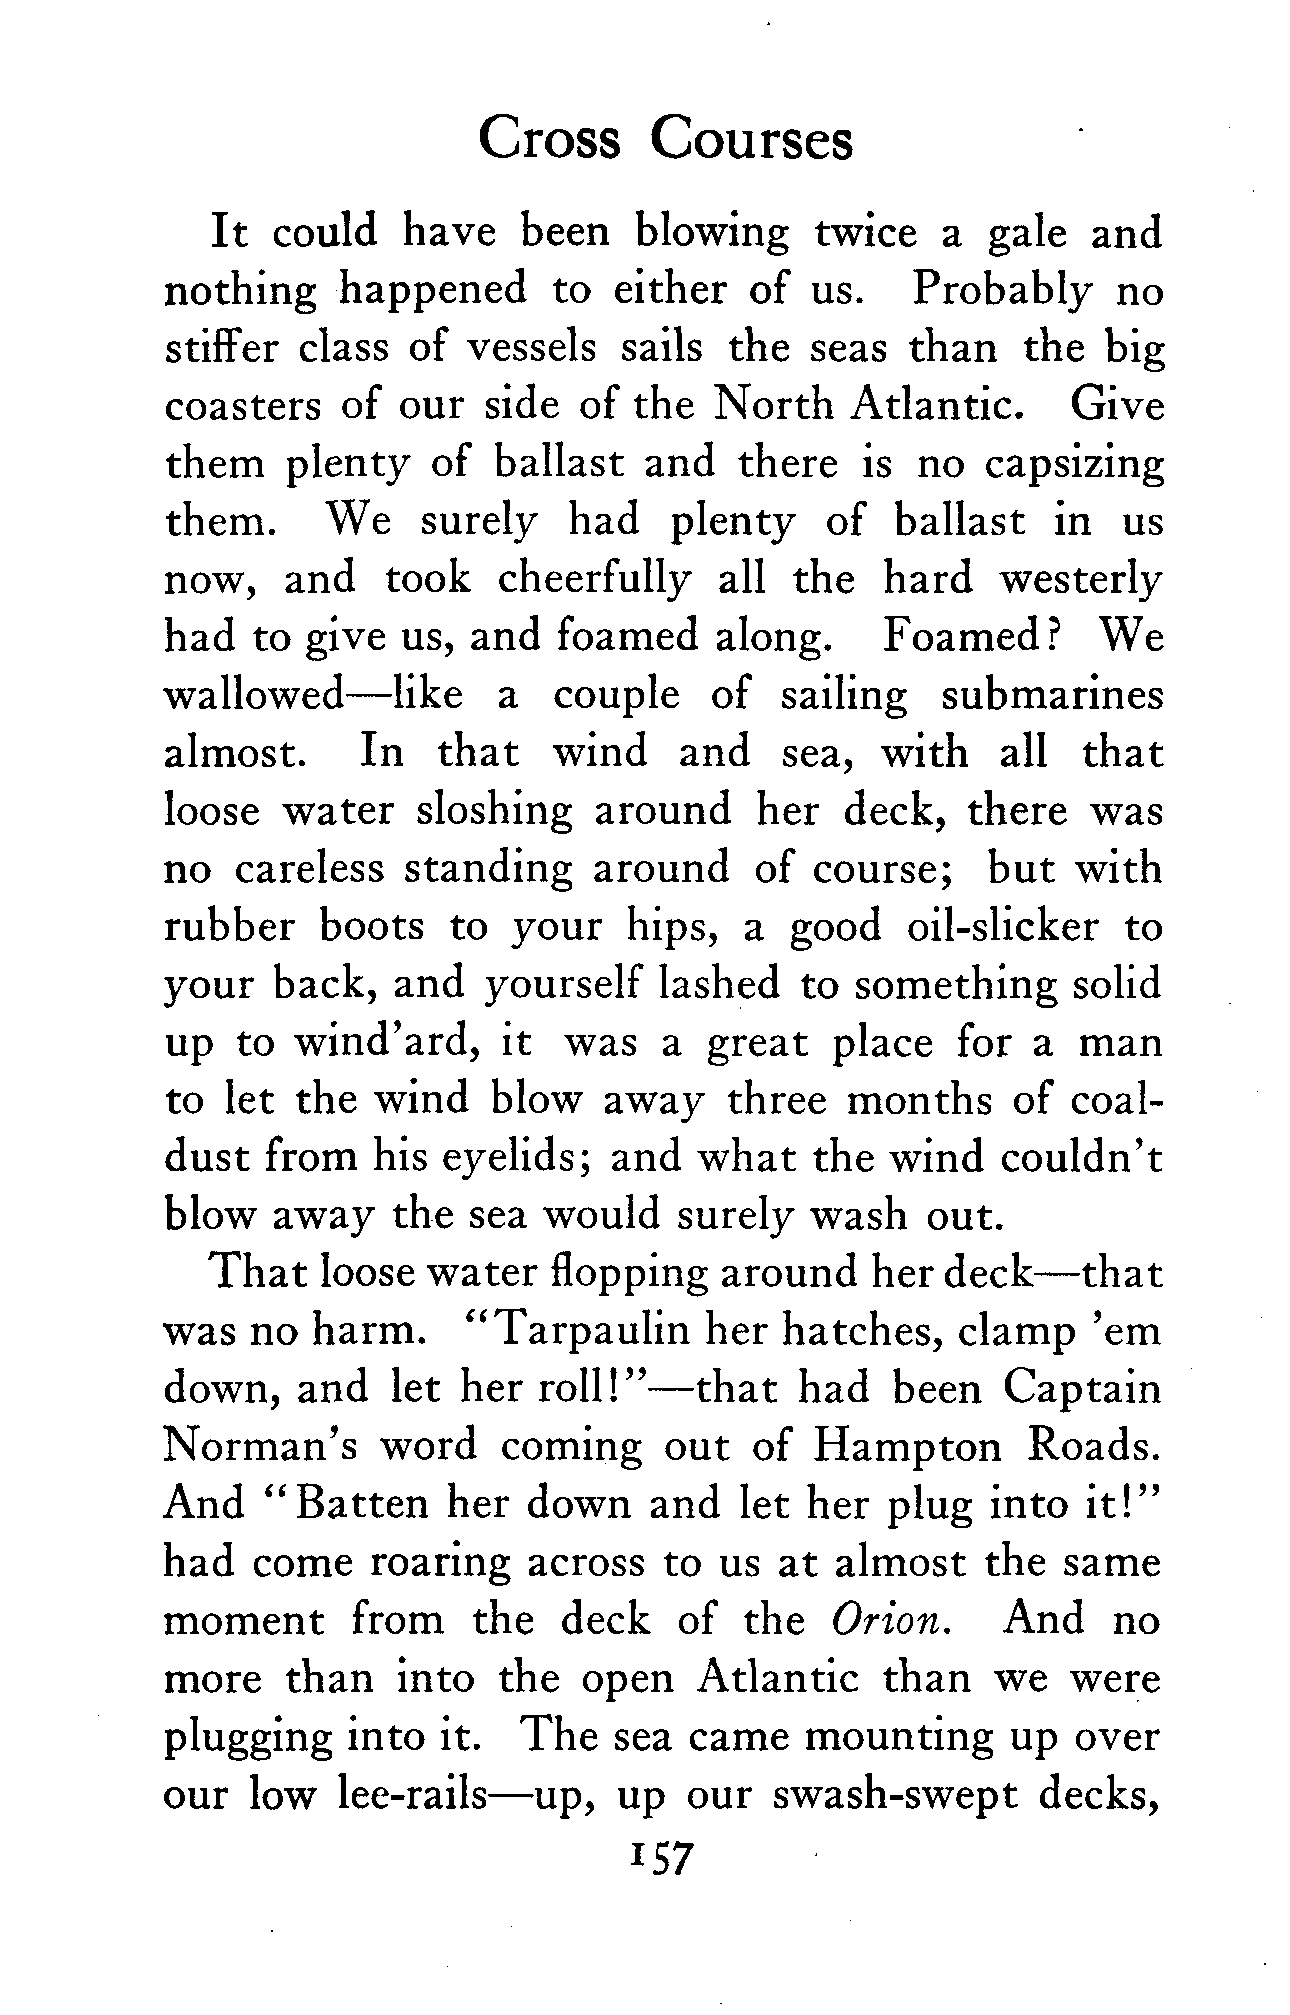 Cross Courses
It could have been blowing twice a gale and
nothing happened to either of us. Probably no
stiffer class of vessels sails the seas than the big
coasters of our side of the North Atlantic. Give
them plenty of ballast and there is no capsizing
them. We surely had plenty of ballast in us
now, and took cheerfully all the hard westerly
had to give us, and foamed along. Foamed? We
wallowed—like a couple of sailing submarines
almost. In that wind and sea, with all that
loose water sloshing around her deck, there was
no careless standing around of course; but with
rubber boots to your hips, a good oil-slicker to
your back, and yourself lashed to something solid
up to wind'ard, it was a great place for a man
to let the wind blow away three months of coal-
dust from his eyelids; and what the wind couldn't
blow away the sea would surely wash out.
That loose water flopping around her deck—that
was no harm. "Tarpaulin her hatches, clamp 'em
down, and let her roll!"—that had been Captain
Norman's word coming out of Hampton Roads.
And "Batten her down and let her plug into it!"
had come roaring across to us at almost the same
moment from the deck of the Orion. And no
more than into the open Atlantic than we were
plugging into it. The sea came mounting up over
our low lee-rails—up, up our swash-swept decks,
157